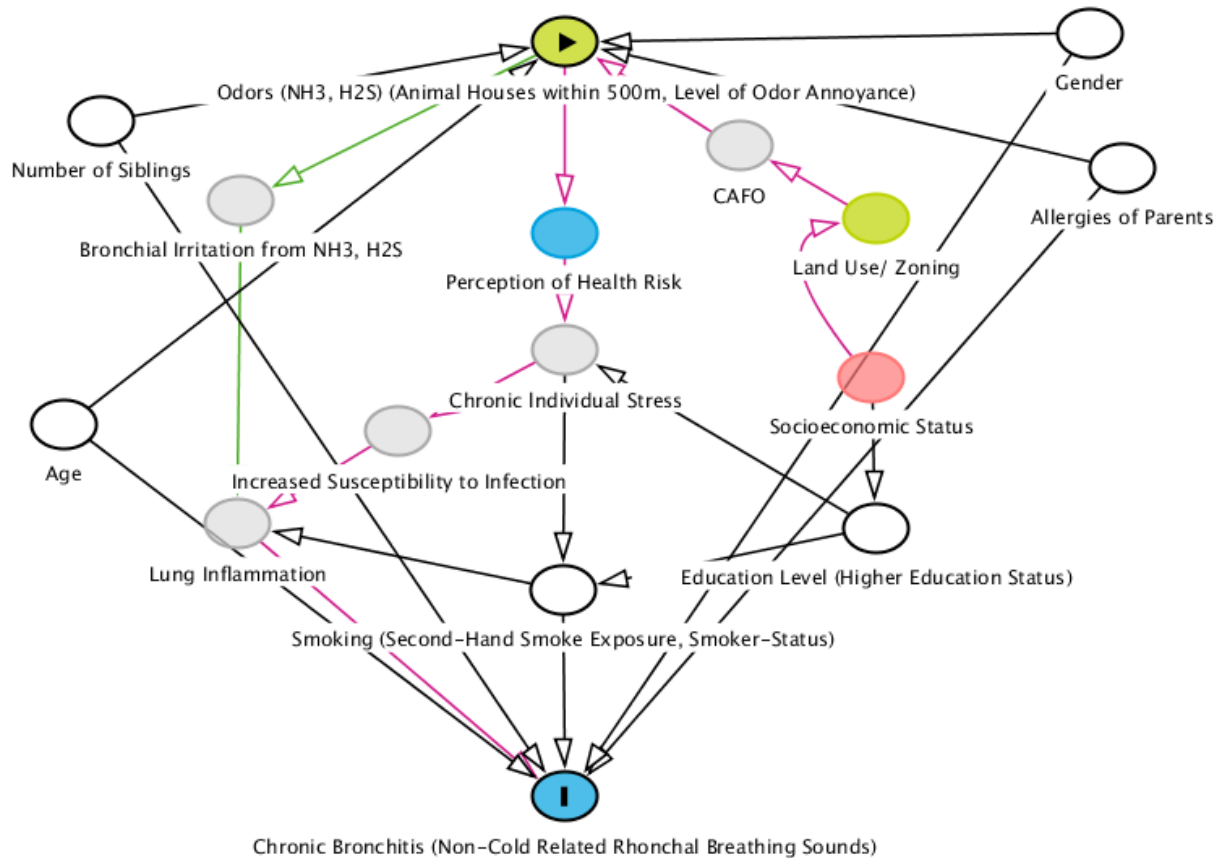 Gender
Odors (NH3, H2S) (Animal Houses within 500m, Level of Odor Annoyance)
Number of Siblings
CAFO
Allergies of Parents
Bronchial Irritation from NH3, H2S
Land Use/ Zoning
Perception of Health Risk
Chronic Individual Stress
Socioeconomic Status
Age
Increased Susceptibility to Infection
Lung Inflammation
Education Level (Higher Education Status)
Smoking (Second-Hand Smoke Exposure, Smoker-Status)
Chronic Bronchitis (Non-Cold Related Rhonchal Breathing Sounds)